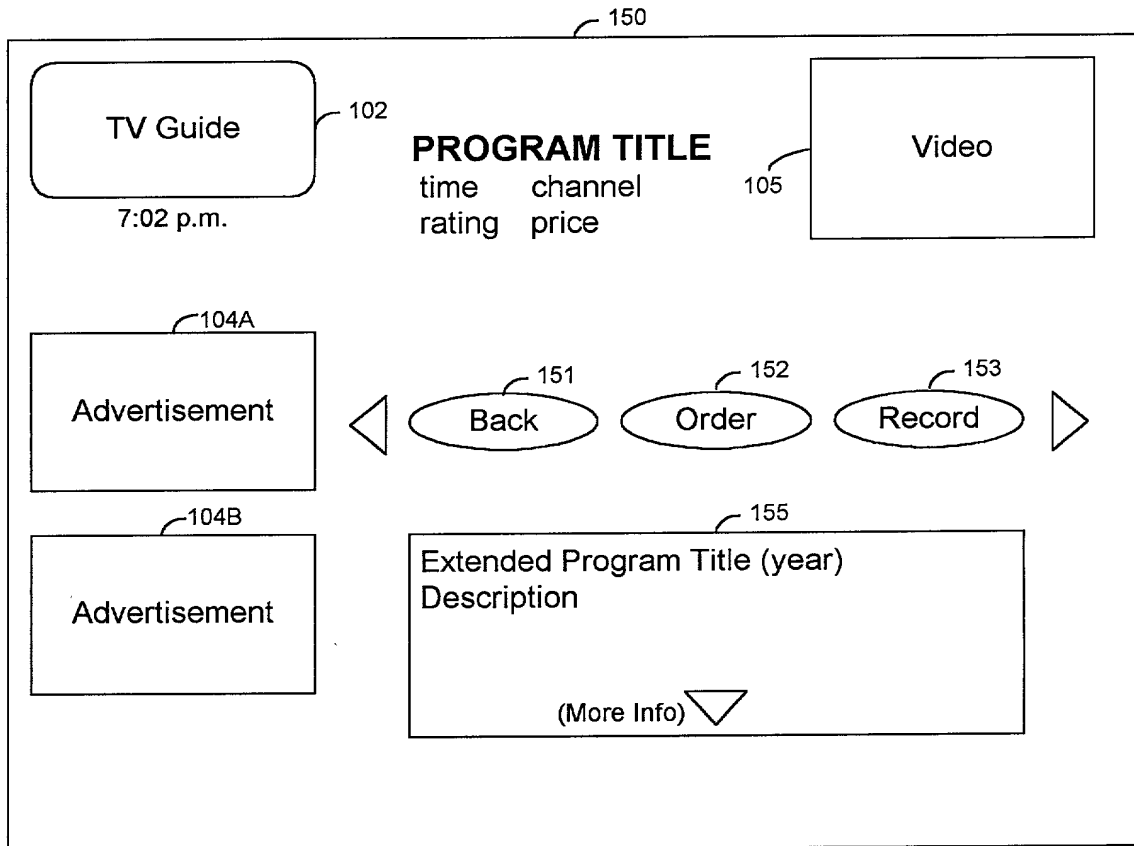 150
TV Guide
102
7:02 p.m.
PROGRAM TITLE
time channel
rating price
105
Video
104A
Advertisement
151
Back
152
Order
153
Record
104B
Advertisement
155
Extended Program Title (year)
Description
(More Info)